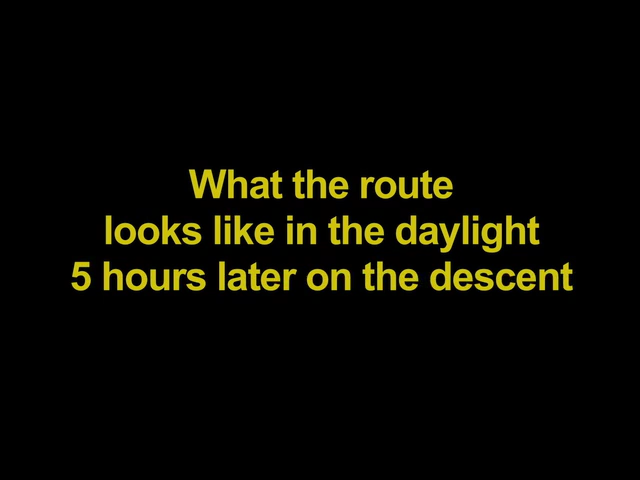 What the route
looks like in the daylight
5 hours later on the descent